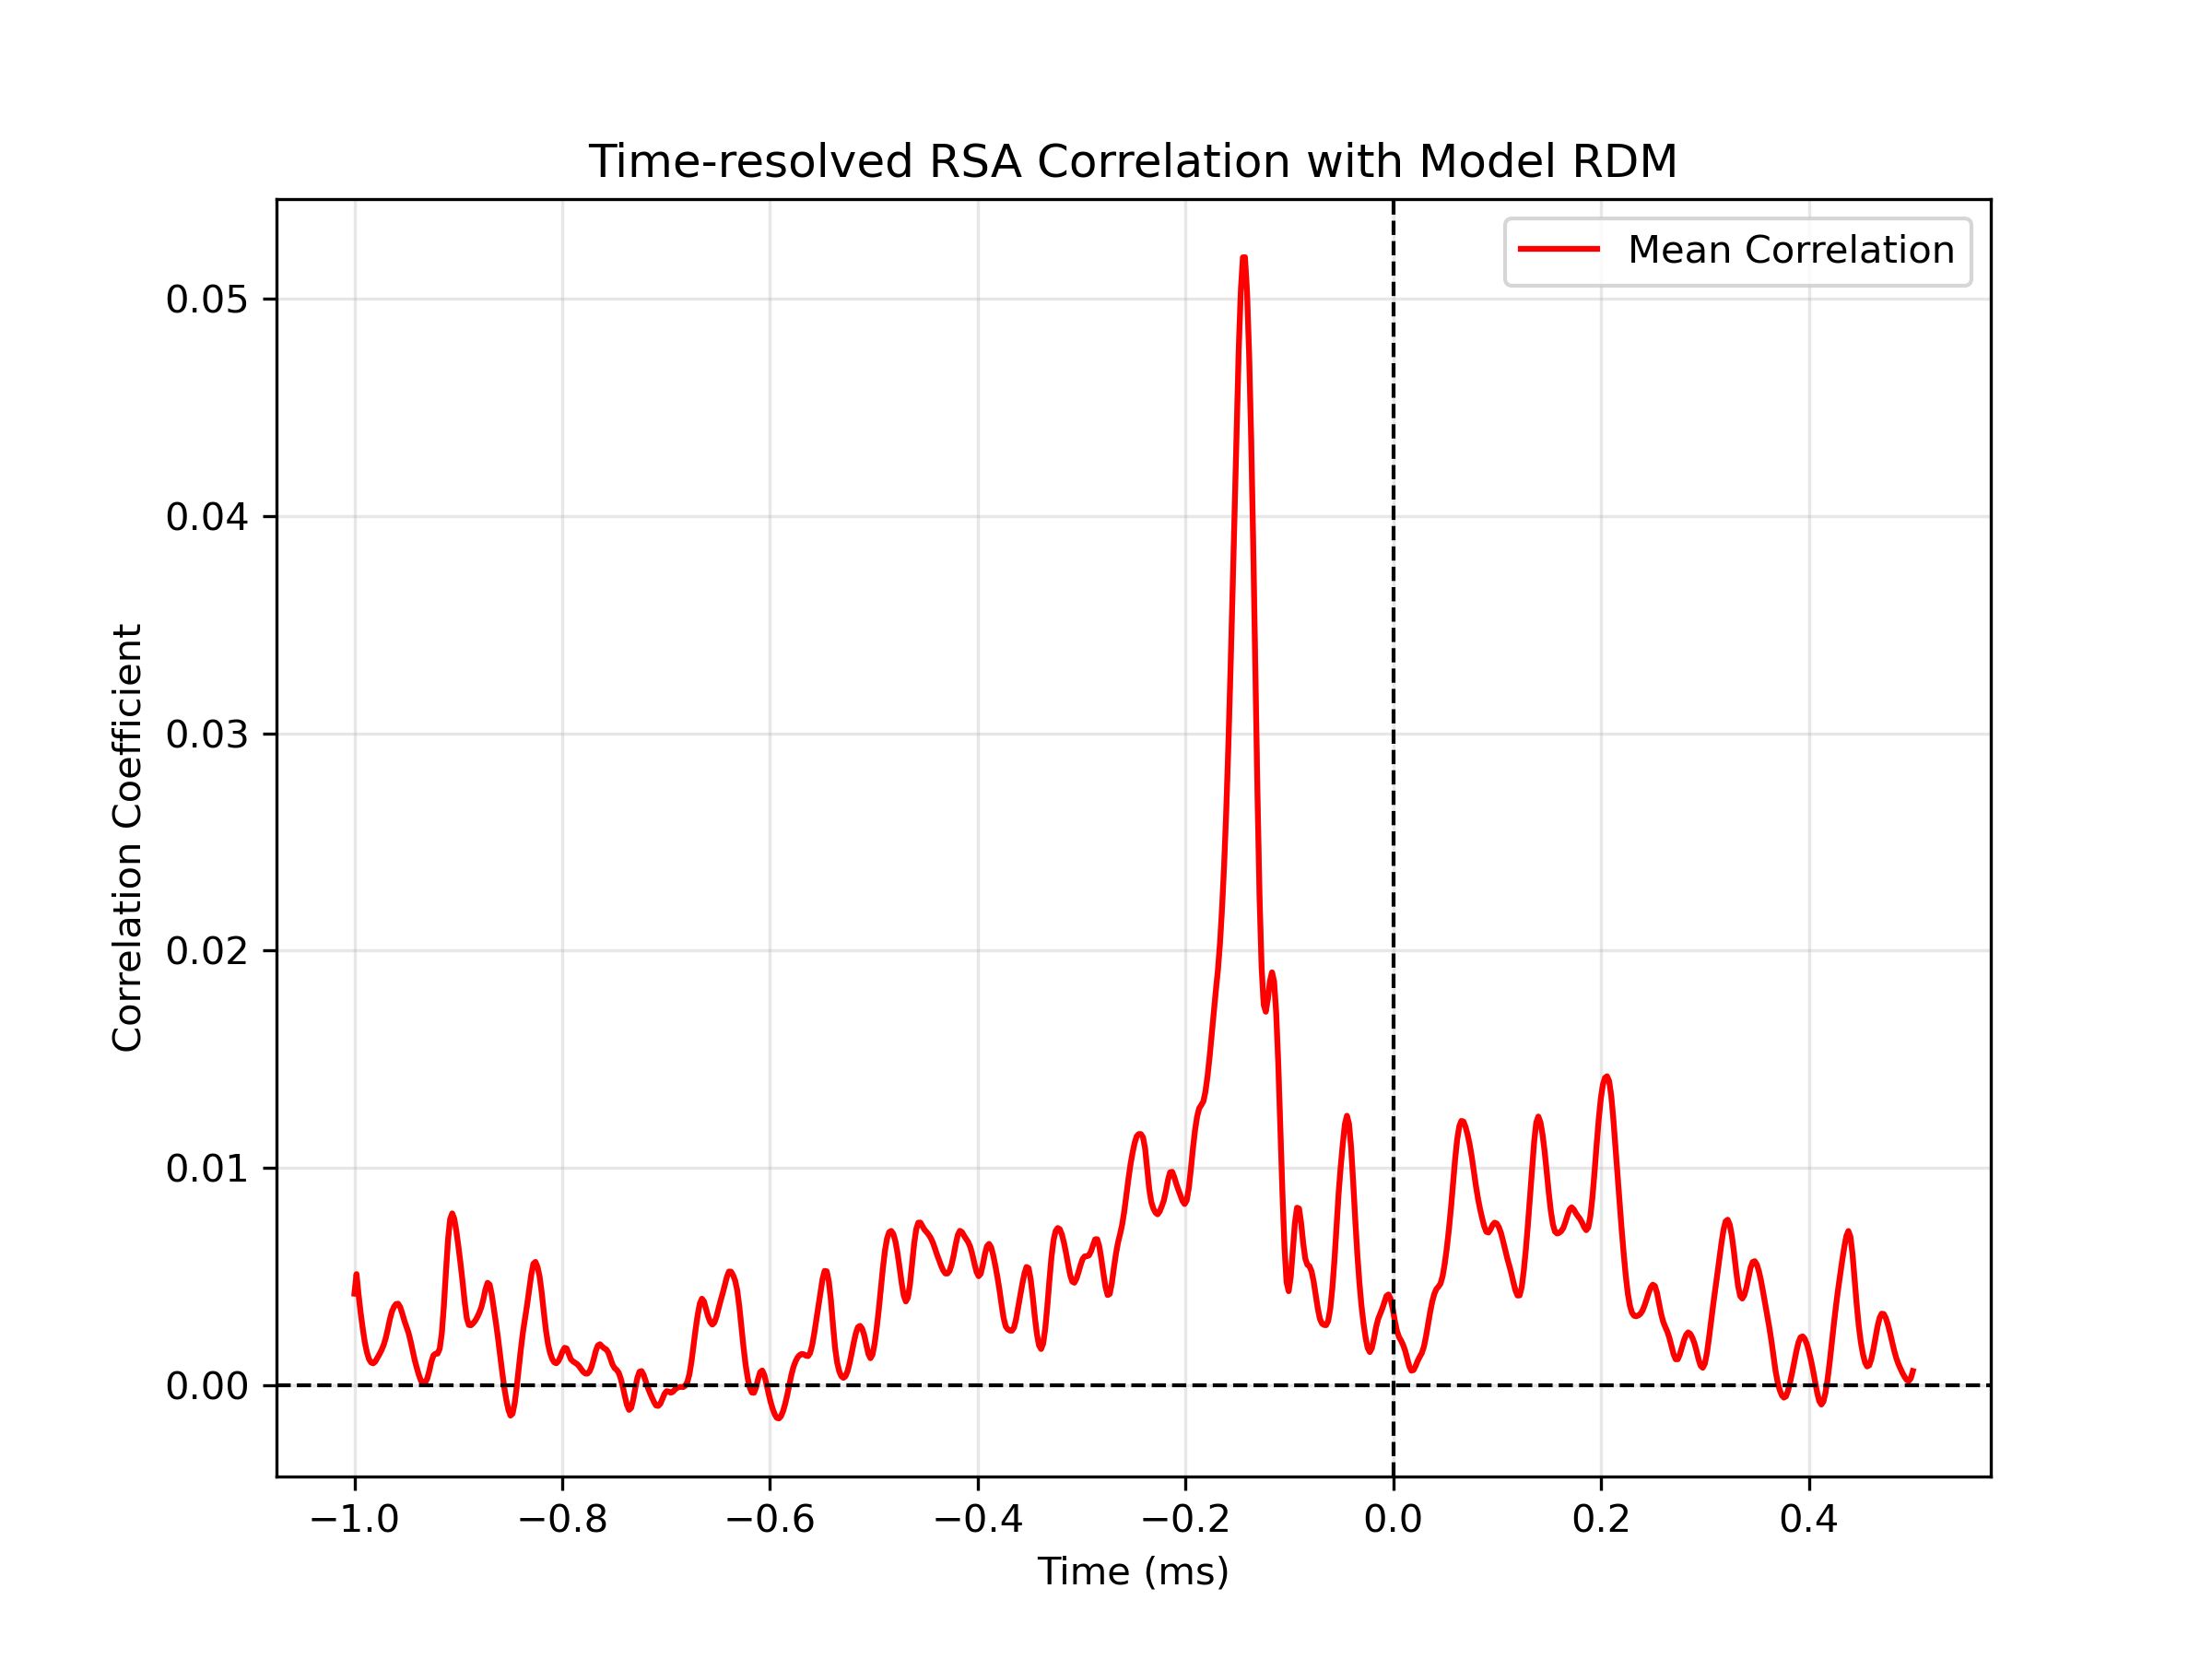 Time-resolved RSA Correlation with Model RDM
Mean Correlation
Correlation Coefficient
0.05
0.04
0.03
0.02
0.01
0.00
−1.0 −0.8 −0.6 −0.4 −0.2 0.0 0.2 0.4
Time (ms)